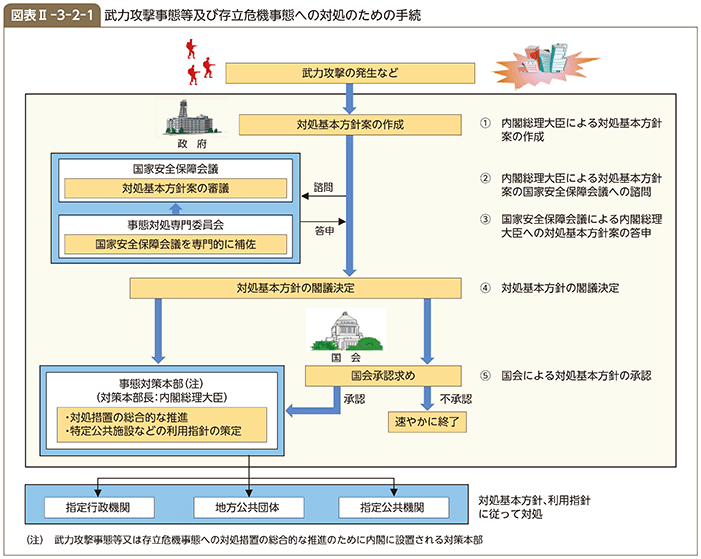 図表Ⅱ-3-2-1 武力攻撃事態等及び存立危機事態への対処のための手続
武力攻撃の発生など
政 府
対処基本方針案の作成
① 内閣総理大臣による対処基本方針
案の作成
国家安全保障会議
対処基本方針案の審議
諮問
② 内閣総理大臣による対処基本方針
案の国家安全保障会議への諮問
事態対処専門委員会
国家安全保障会議を専門的に補佐
答申
③ 国家安全保障会議による内閣総理
大臣への対処基本方針案の答申
対処基本方針の閣議決定
④ 対処基本方針の閣議決定
国 会
国会承認求め
⑤ 国会による対処基本方針の承認
承認
不承認
速やかに終了
事態対策本部(注)
(対策本部長:内閣総理大臣)
・対処措置の総合的な推進
・特定公共施設などの利用指針の策定
指定行政機関
地方公共団体
指定公共機関
対処基本方針、利用指針
に従って対処
(注) 武力攻撃事態等又は存立危機事態への対処措置の総合的な推進のために内閣に設置される対策本部